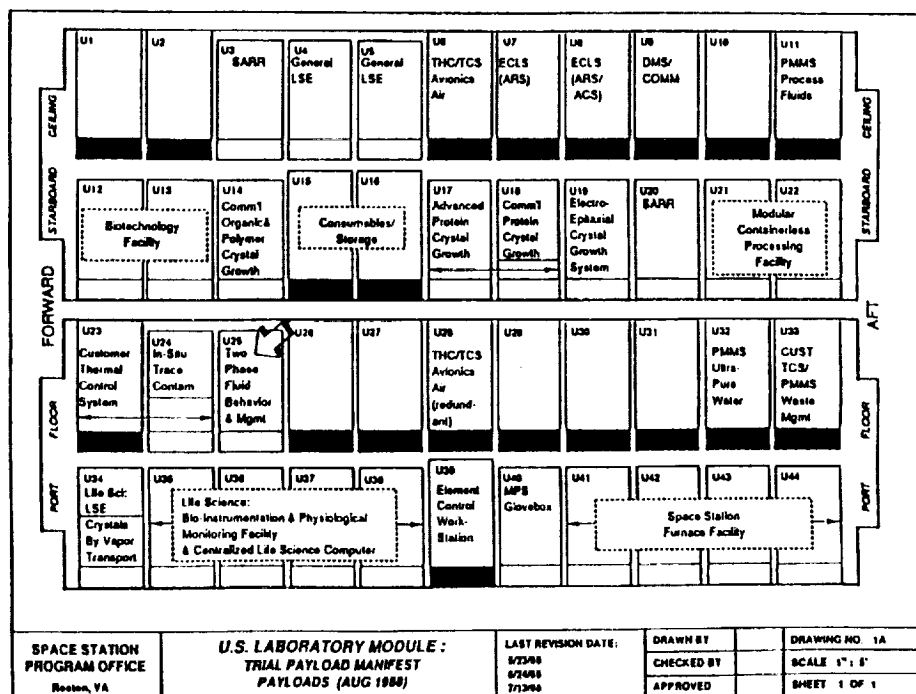 U1
U2
U3
SARR
U4
General
LSE
U5
General
LSE
U6
THC/TCS
Avionics
Air
U7
ECLS
(ARS)
U8
ECLS
(ARS/
ACS)
U9
DMS/
COMM
U10
U11
PMMS
Process
Fluids
CEILING
CEILING
U12
U13
Biotechnology
Facility
U14
Comm'l
Organic &
Polymer
Crystal
Growth
U15
U16
Consumables/
Storage
U17
Advanced
Protein
Crystal
Growth
U18
Comm'l
Protein
Crystal
Growth
U19
Electro-
Epitaxial
Crystal
Growth
System
U20
SARR
U21
U22
Modular
Containerless
Processing
Facility
STARBOARD
STARBOARD
FORWARD
AFT
U23
Customer
Thermal
Control
System
U24
In-Situ
Trace
Contam
U25
Two
Phase
Fluid
Behavior
& Mgmt
U26
U27
U28
THC/TCS
Avionics
Air
(redund-
ant)
U29
U30
U31
U32
PMMS
Ultra-
Pure
Water
U33
CUST
TCS/
PMMS
Waste
Mgmt
FLOOR
FLOOR
U34
Life Sci:
LSE
Crystals
By Vapor
Transport
U35
U36
U37
U38
Life Science:
Bio-Instrumentation & Physiological
Monitoring Facility
& Centralized Life Science Computer
U39
Element
Control
Work-
Station
U40
MPS
Glovebox
U41
U42
U43
U44
Space Station
Furnace Facility
PORT
PORT
SPACE STATION
PROGRAM OFFICE
Reston, VA
U.S. LABORATORY MODULE :
TRIAL PAYLOAD MANIFEST
PAYLOADS (AUG 1988)
LAST REVISION DATE:
DRAWN BY
CHECKED BY
APPROVED
DRAWING NO. 1A
SCALE 1" : 5'
SHEET 1 OF 1